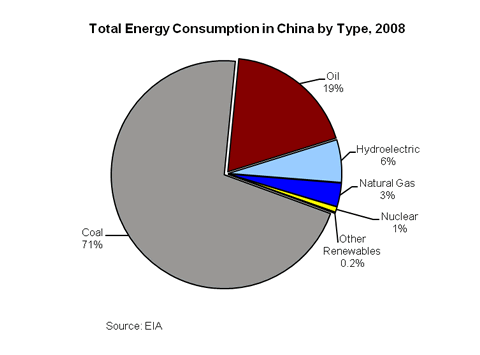 Total Energy Consumption in China by Type, 2008
Oil
19%
Hydroelectric
6%
Natural Gas
3%
Nuclear
1%
Other
Renewables
0.2%
Coal
71%
Source: EIA